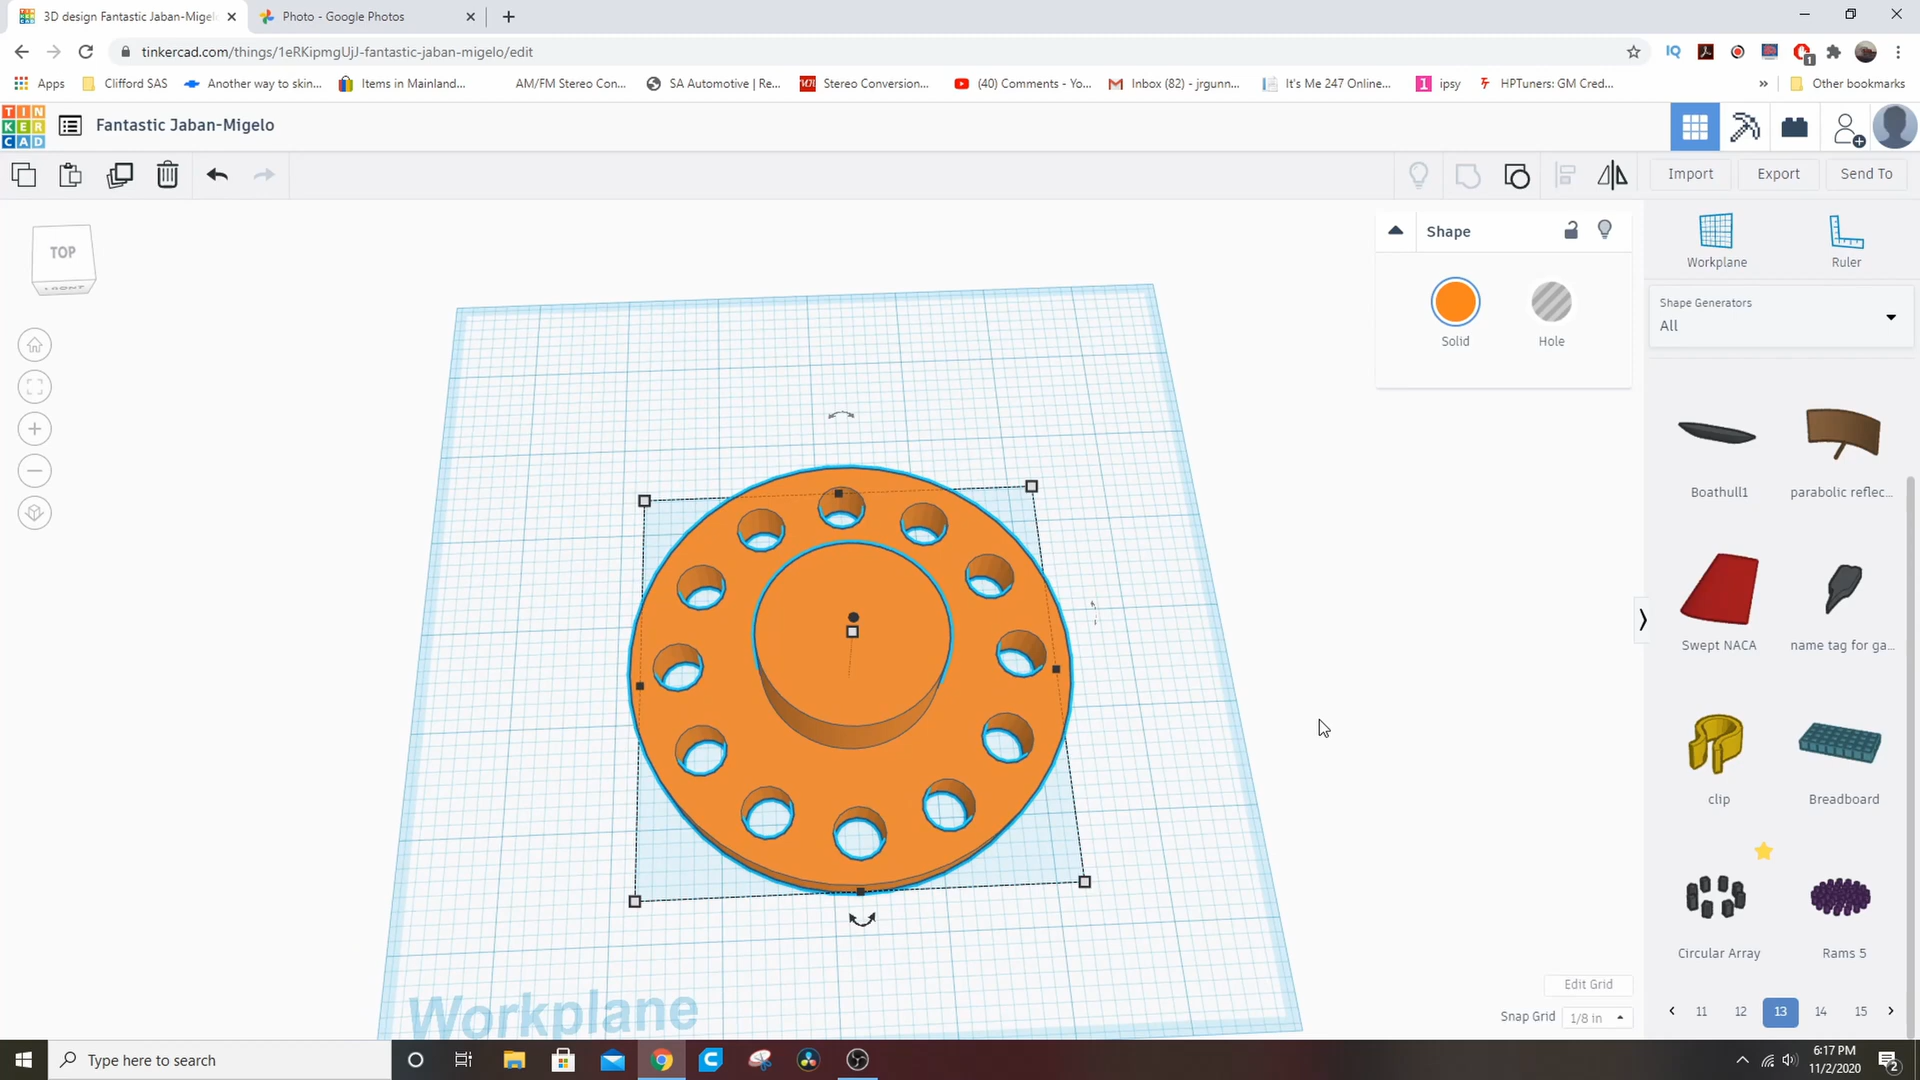 3D design Fantastic Jaban-Migel
Photo - Google Photos
tinkercad.com/things/1eRKipmgUjJ-fantastic-jaban-migelo/edit
IQ
1
Apps
Clifford SAS
Another way to skin...
Items in Mainland...
AM/FM Stereo Con...
SA Automotive | Re...
Stereo Conversion...
(40) Comments - Yo...
Inbox (82) - jrgunn...
It's Me 247 Online...
1 ipsy
HPTuners: GM Cred...
»
Other bookmarks
TIN
KER
CAD
Fantastic Jaban-Migelo
Import
Export
Send To
TOP
FRONT
Shape
Solid
Hole
Workplane
Ruler
Shape Generators
All
Boathull1
parabolic reflec...
Swept NACA
name tag for ga...
clip
Breadboard
Circular Array
Rams 5
Workplane
Edit Grid
Snap Grid 1/8 in
11 12 13 14 15
Type here to search
6:17 PM
11/2/2020
2